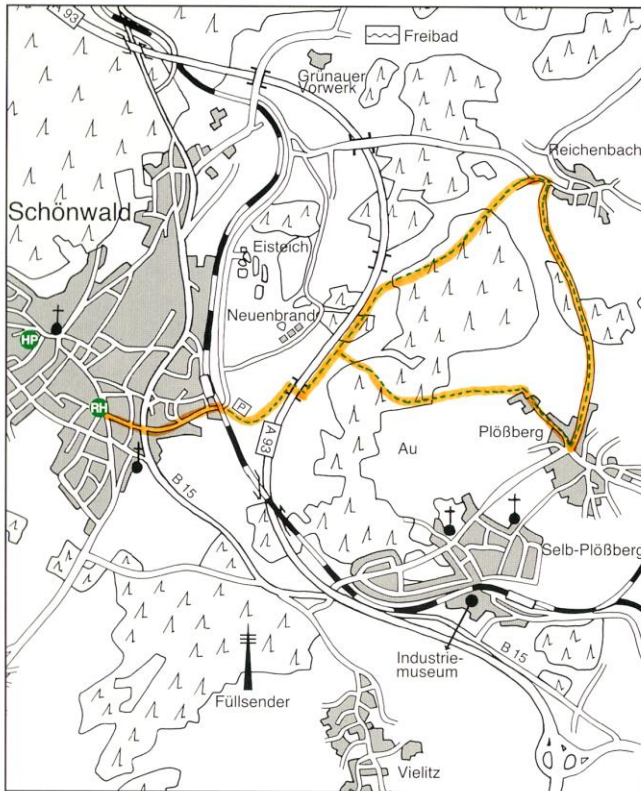 A 93
Freibad
Grünauer
Vorwerk
Reichenbach
Schönwald
Eisteich
Neuenbrand
HP
RH
P
A 93
Plößberg
B 15
Au
Selb-Plößberg
Industrie-
museum
B 15
Füllsender
Vielitz